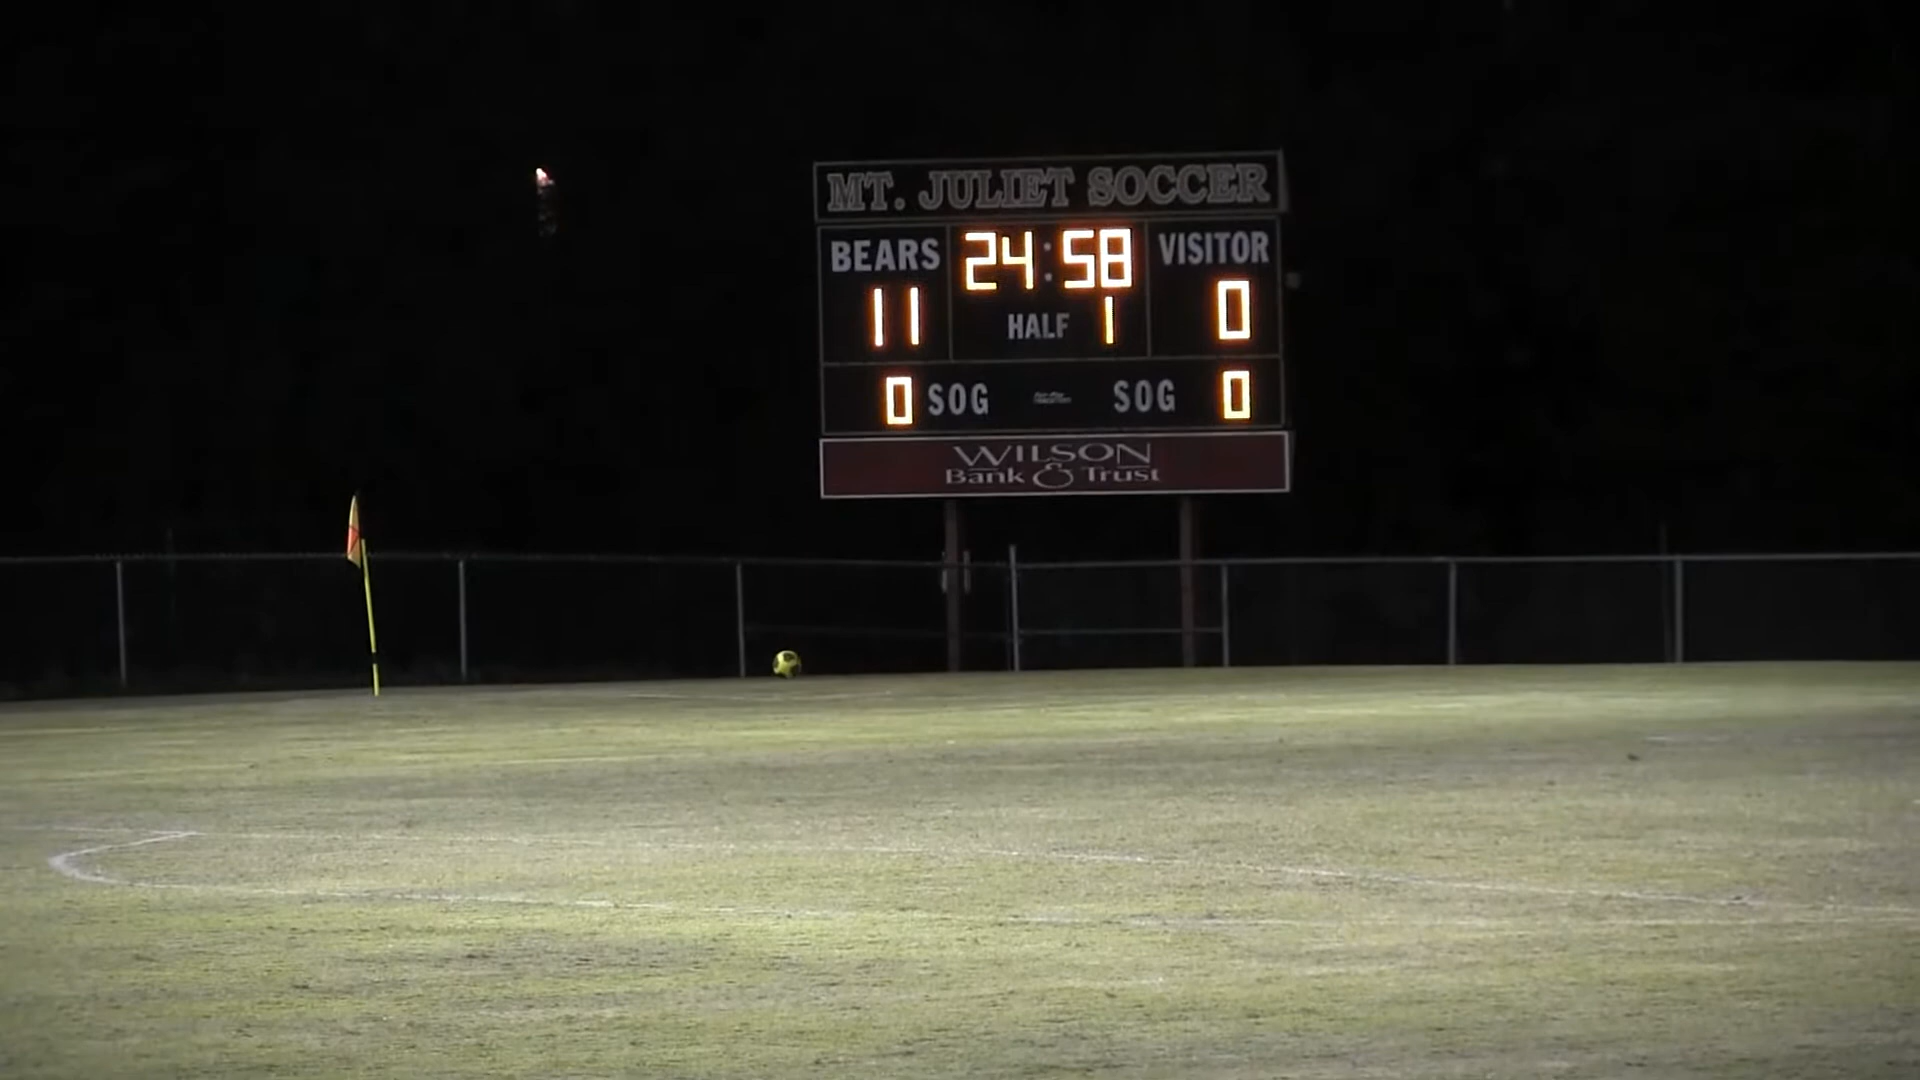 MT. JULIET SOCCER
BEARS 24:58 VISITOR
11 HALF 1 0
0 SOG SOG 0
WILSON
Bank & Trust